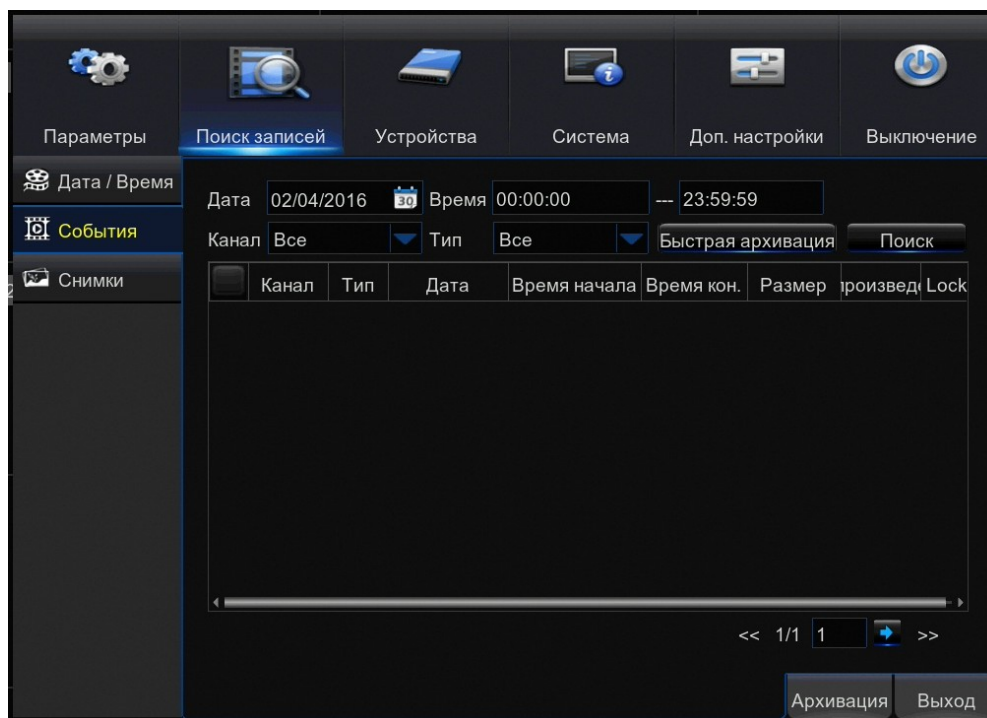 Параметры Поиск записей Устройства Система Доп. настройки Выключение
Дата / Время
События
Снимки
Дата 02/04/2016 30 Время 00:00:00 --- 23:59:59
Канал Все Тип Все Быстрая архивация Поиск
Канал Тип Дата Время начала Время кон. Размер произведе Lock
<< 1/1 1 >>
Архивация Выход